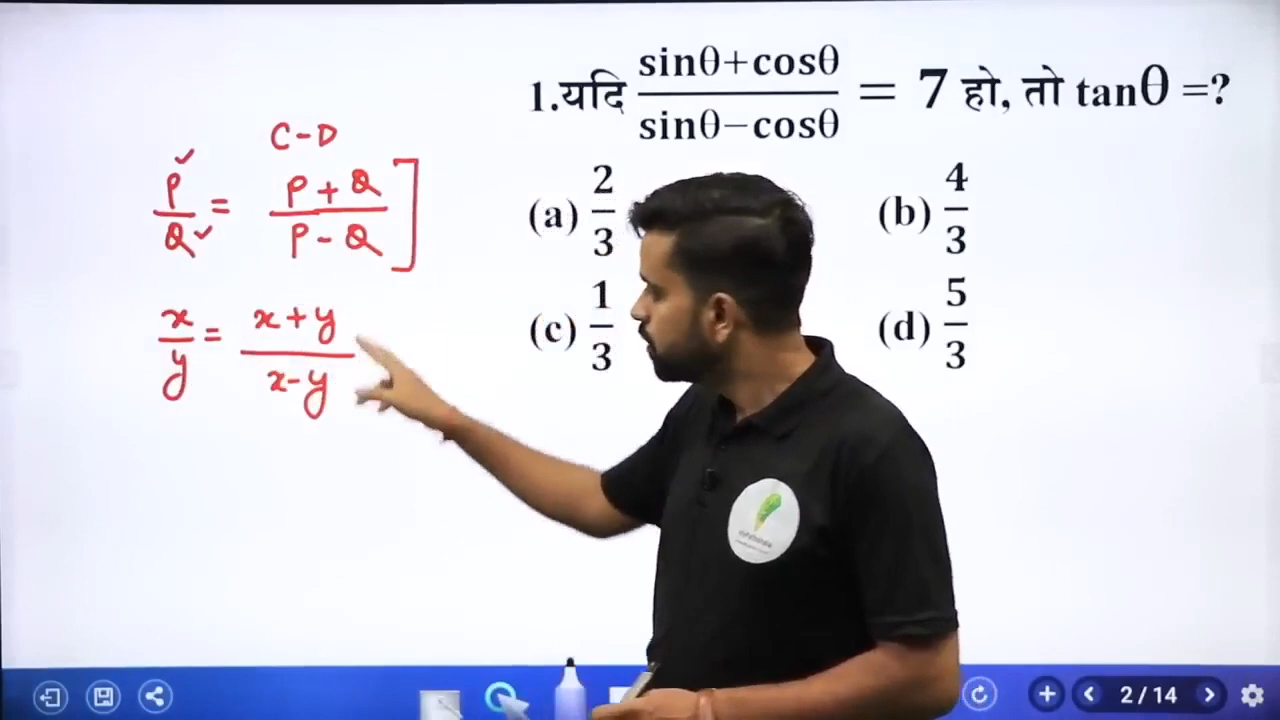 1.यदि sinθ+cosθ/sinθ−cosθ = 7 हो, तो tanθ =?
(a) 2/3
(b) 4/3
(c) 1/3
(d) 5/3
C-D
P/Q = P+Q/P-Q ]
x/y = x+y/x-y
2 / 14